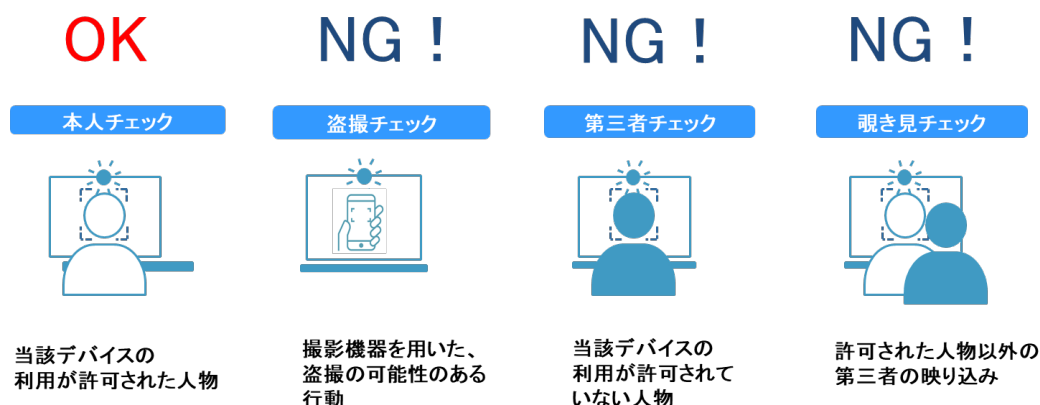 OK
NG！
NG！
NG！
本人チェック
盗撮チェック
第三者チェック
覗き見チェック
当該デバイスの
利用が許可された人物
撮影機器を用いた、
盗撮の可能性のある
行動
当該デバイスの
利用が許可されて
いない人物
許可された人物以外の
第三者の映り込み